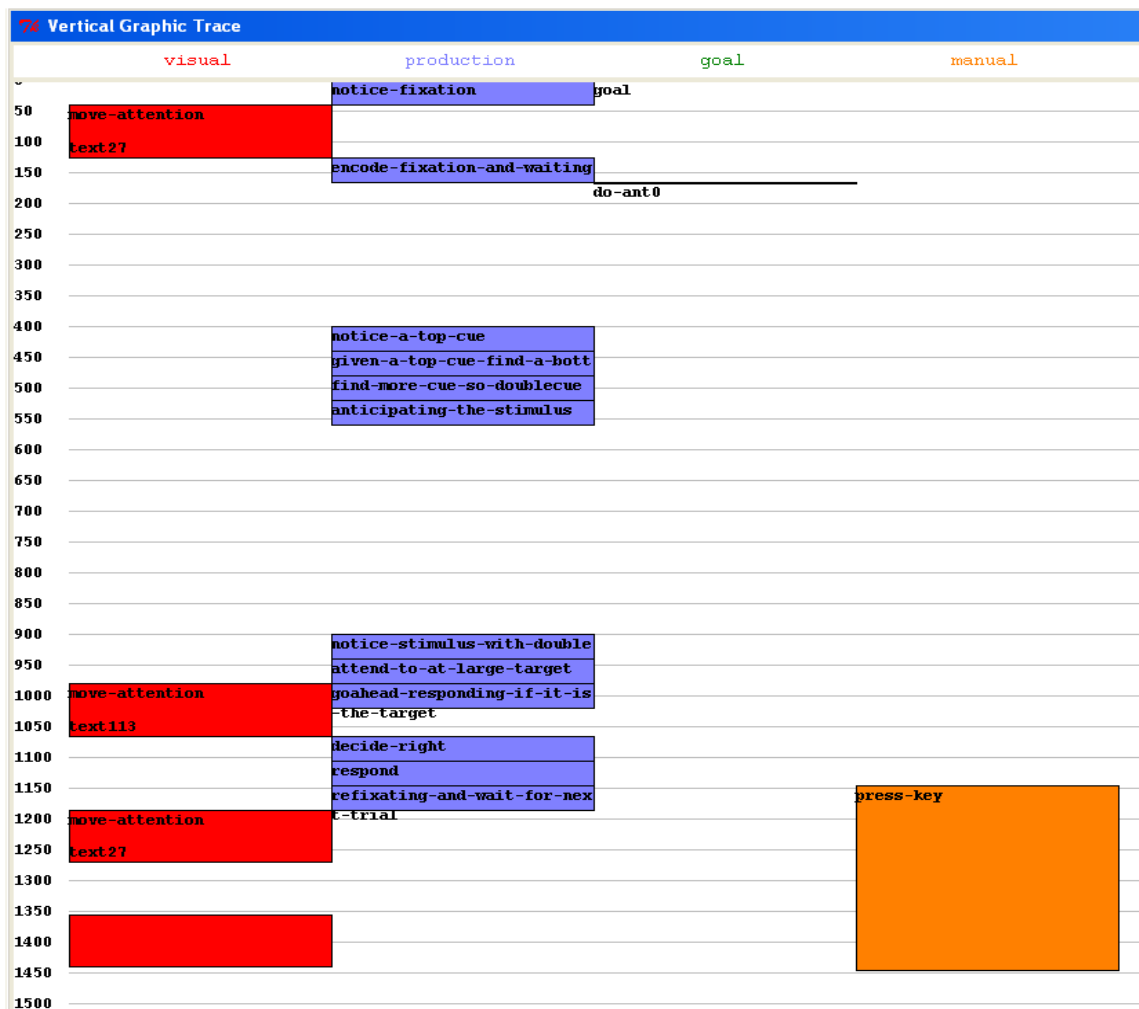 Vertical Graphic Trace
visual production goal manual
notice-fixation goal
50 move-attention
100 text27
150 encode-fixation-and-waiting
do-ant0
200
250
300
350
400 notice-a-top-cue
450 given-a-top-cue-find-a-bott
500 find-more-cue-so-doublecue
550 anticipating-the-stimulus
600
650
700
750
800
850
900 notice-stimulus-with-double
950 attend-to-at-large-target
1000 move-attention goahead-responding-if-it-is
-the-target
1050 text113
1100 decide-right
respond
1150 refixating-and-wait-for-nex press-key
t-trial
1200 move-attention
1250 text27
1300
1350
1400
1450
1500